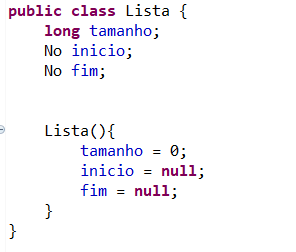 public class Lista {
    long tamanho;
    No inicio;
    No fim;

    Lista(){
        tamanho = 0;
        inicio = null;
        fim = null;
    }
}